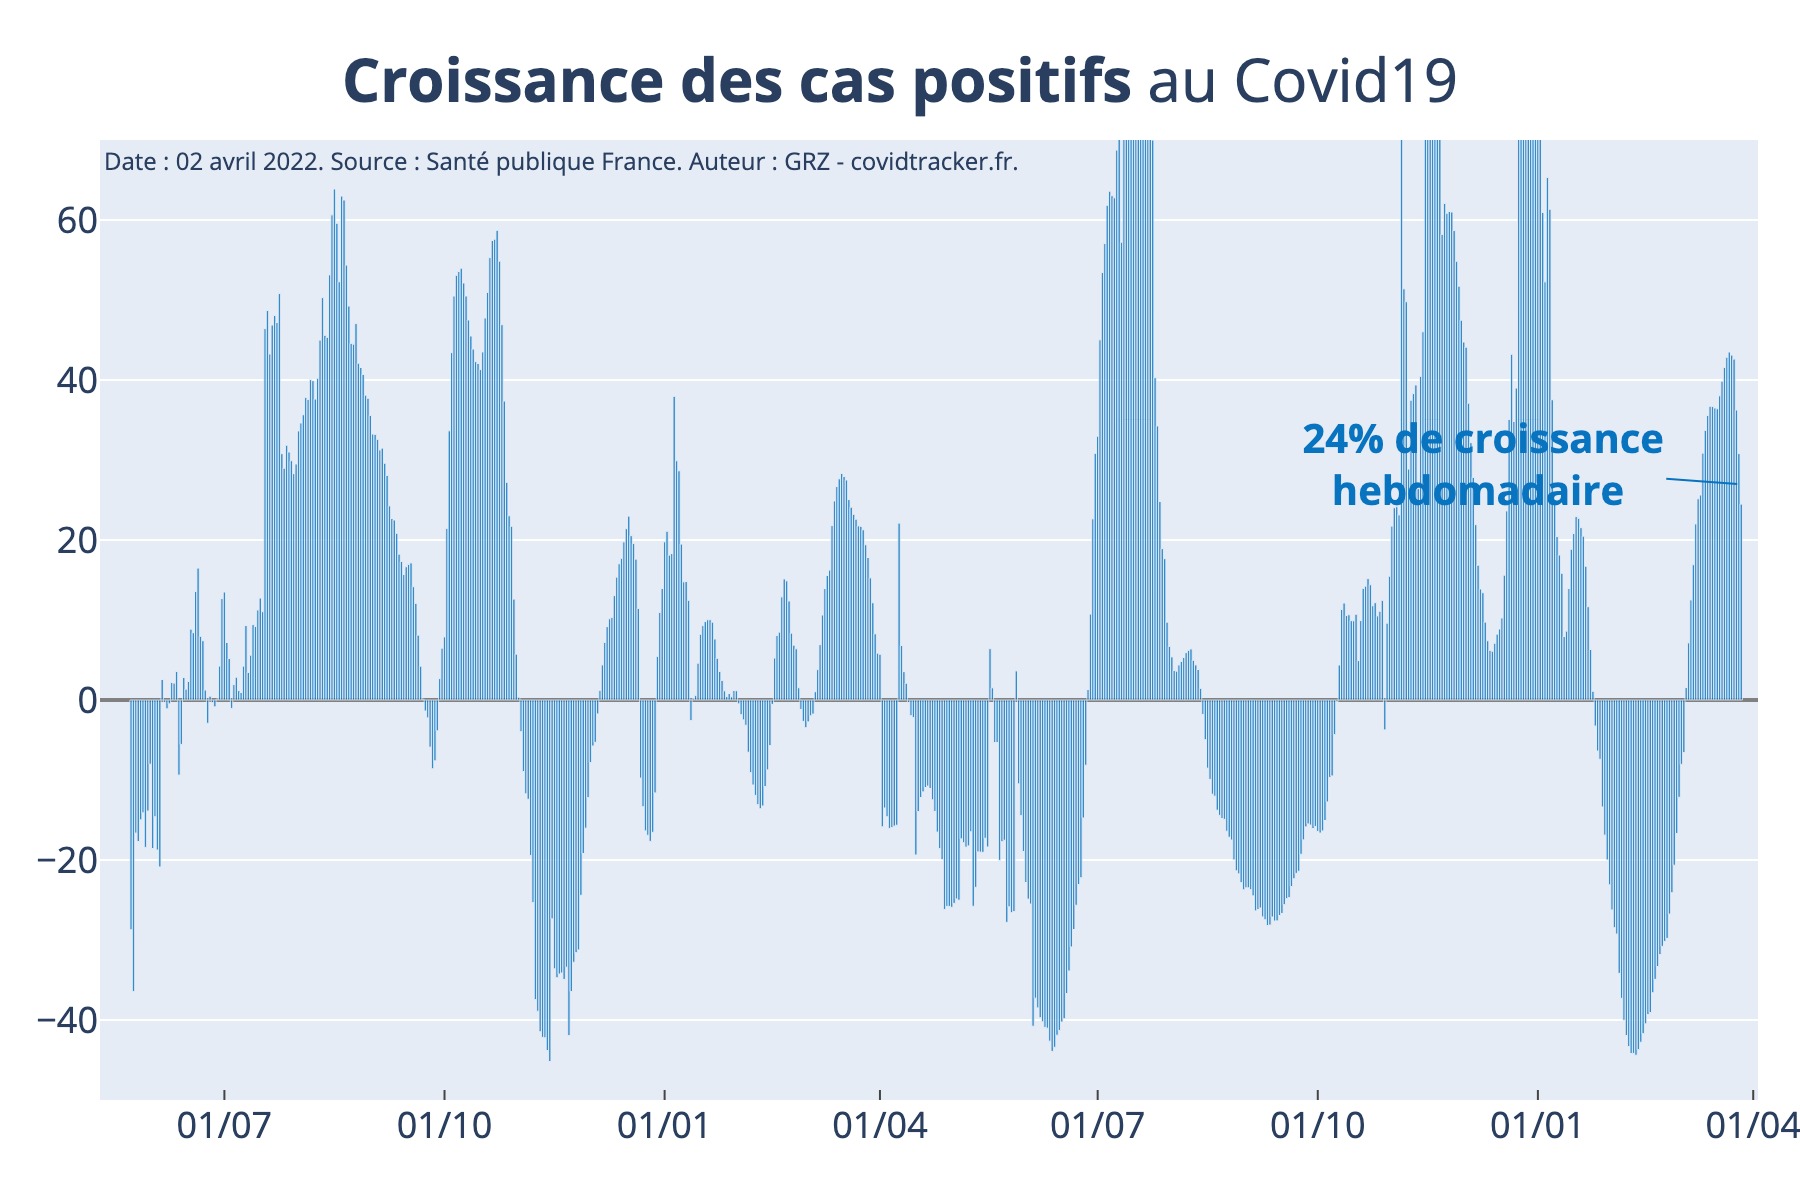 Croissance des cas positifs au Covid19
Date : 02 avril 2022. Source : Santé publique France. Auteur : GRZ - covidtracker.fr.
60
40
24% de croissance
hebdomadaire
20
0
−20
−40
01/07 01/10 01/01 01/04 01/07 01/10 01/01 01/04